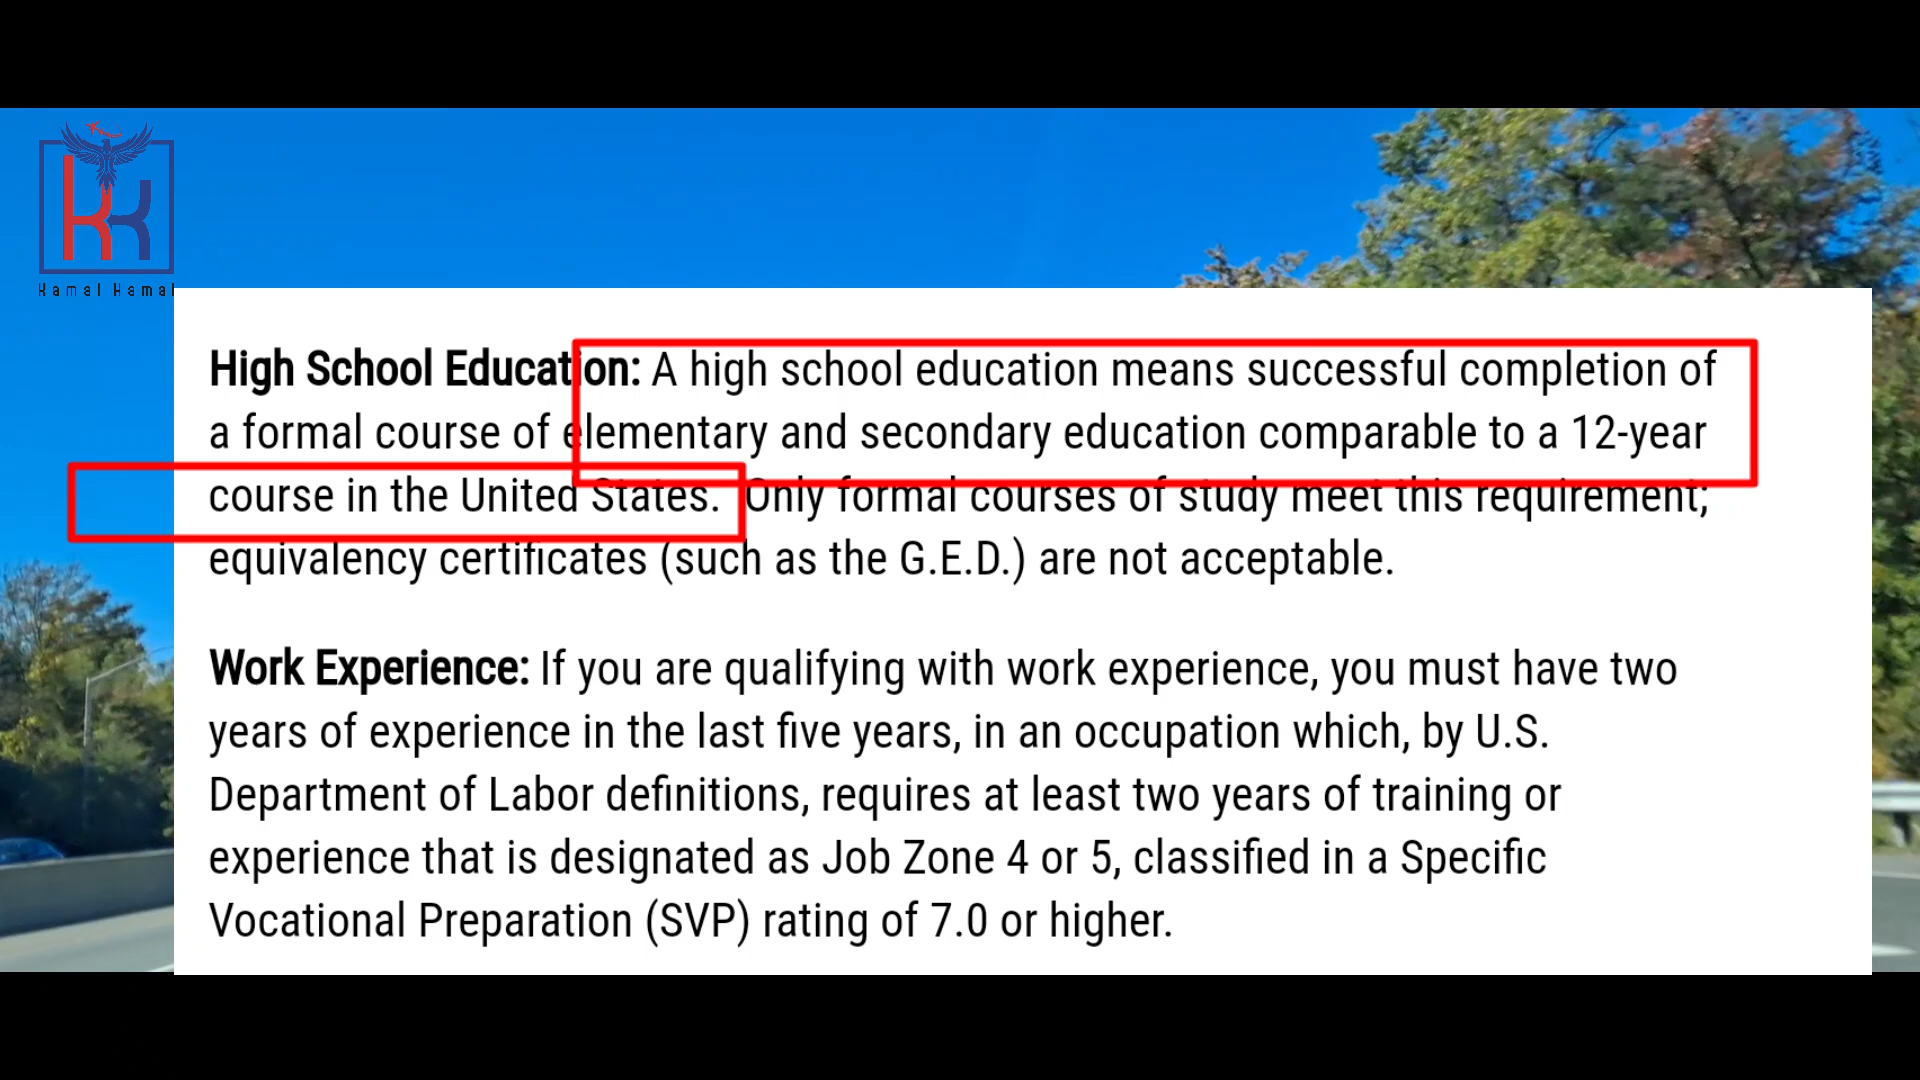 Kamal Kamal
High School Education: A high school education means successful completion of
a formal course of elementary and secondary education comparable to a 12-year
course in the United States. Only formal courses of study meet this requirement;
equivalency certificates (such as the G.E.D.) are not acceptable.
Work Experience: If you are qualifying with work experience, you must have two
years of experience in the last five years, in an occupation which, by U.S.
Department of Labor definitions, requires at least two years of training or
experience that is designated as Job Zone 4 or 5, classified in a Specific
Vocational Preparation (SVP) rating of 7.0 or higher.